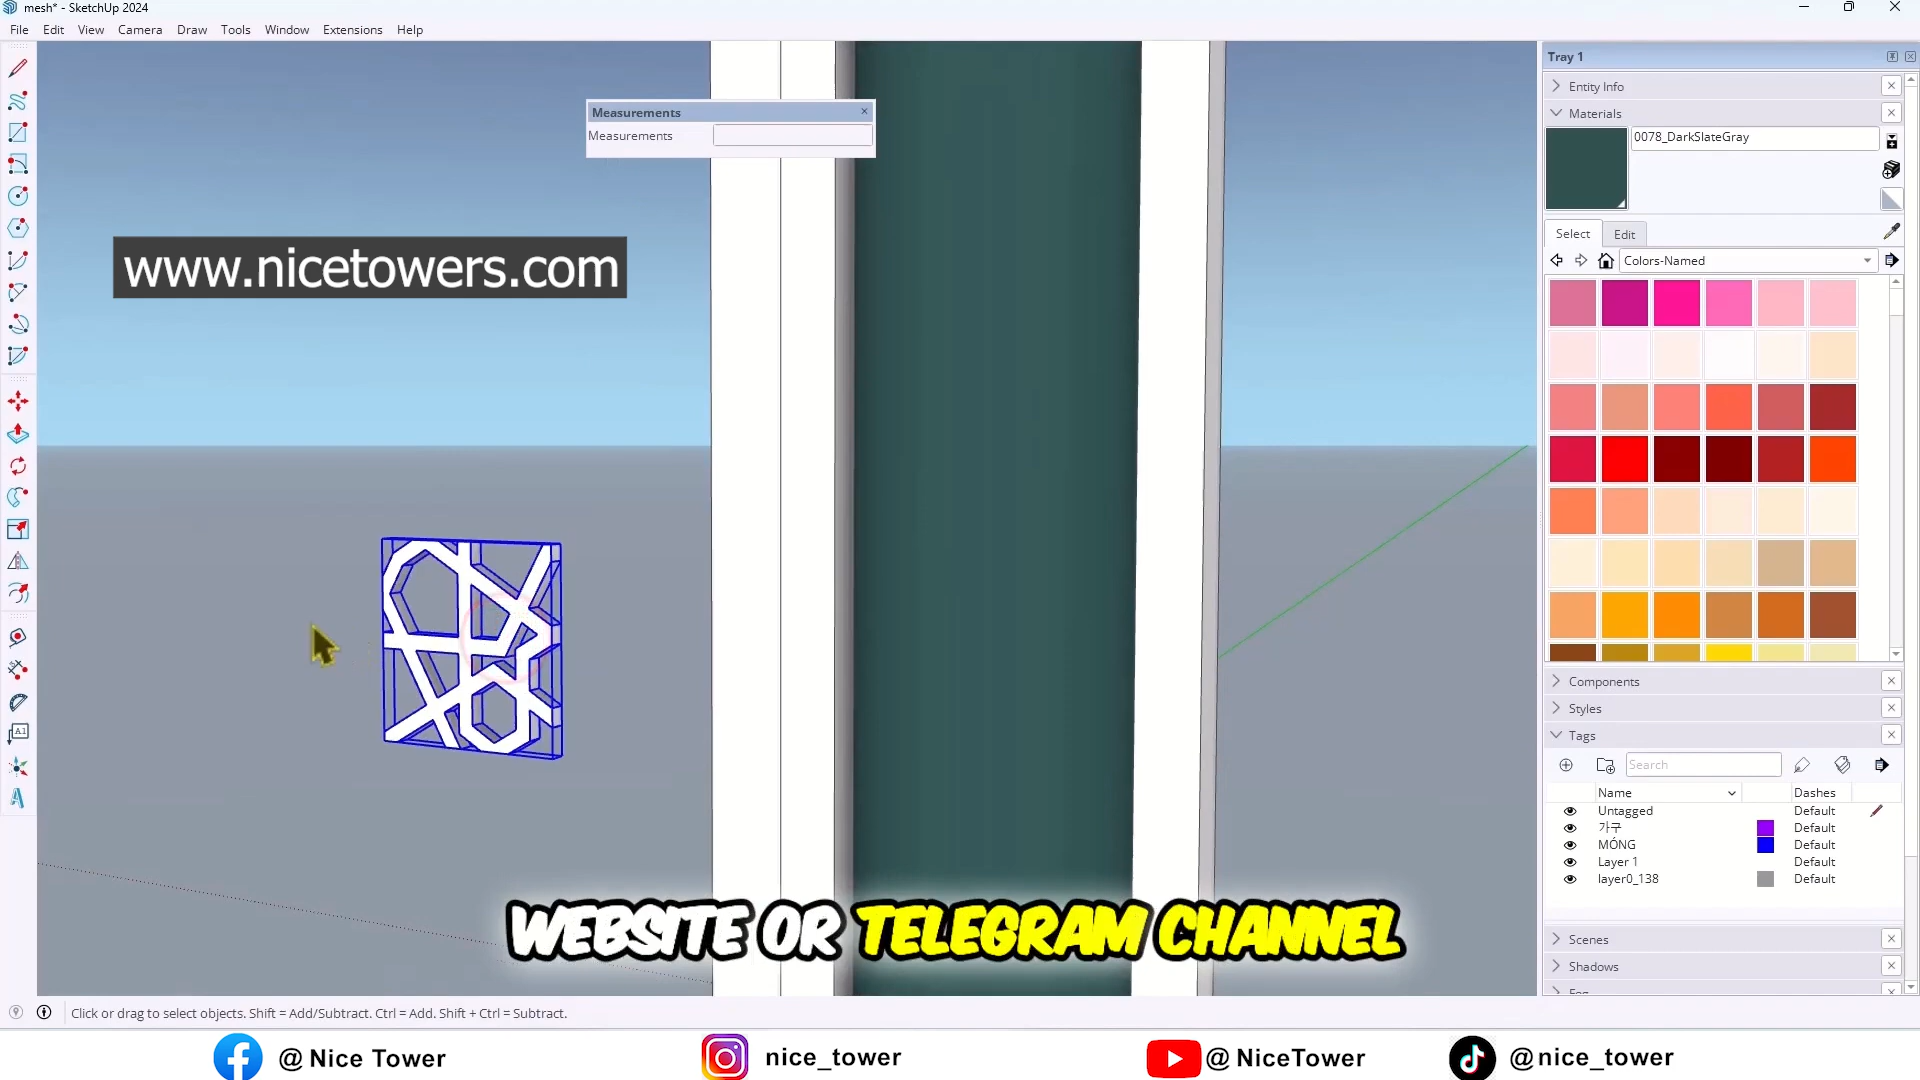 mesh* - SketchUp 2024
File Edit View Camera Draw Tools Window Extensions Help
Measurements
Measurements
www.nicetowers.com
Tray 1
Entity Info
Materials
0078_DarkSlateGray
Select Edit
Colors-Named
Components
Styles
Tags
Search
Name Dashes
Untagged Default
가구 Default
MÓNG Default
Layer 1 Default
layer0_138 Default
Scenes
Shadows
Fog
A1
WEBSITE OR TELEGRAM CHANNEL
Click or drag to select objects. Shift = Add/Subtract. Ctrl = Add. Shift + Ctrl = Subtract.
@ Nice Tower nice_tower @ NiceTower @nice_tower